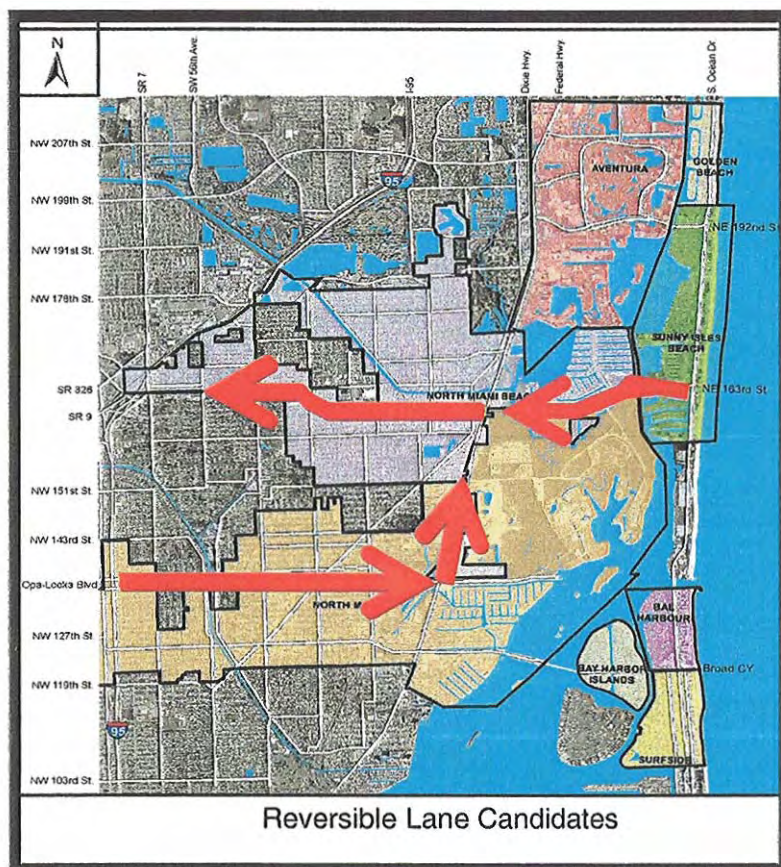 N
SR 7
SW 56th Ave.
I-95
Dixie Hwy.
Federal Hwy.
S. Ocean Dr.
NW 207th St.
NW 199th St.
NW 191st St.
NW 176th St.
SR 826
SR 9
NW 151st St.
NW 143rd St.
Opa-Locka Blvd
NW 127th St.
NW 119th St.
NW 103rd St.
95
AVENTURA
GOLDEN
BEACH
NE 192nd St
SUNNY ISLES
BEACH
NE 163rd St.
NORTH MIAMI BEAC
NORTH M
BAL
HARBOUR
BAY HARBOR
ISLANDS
Broad CY.
SURFSIDE
95
Reversible Lane Candidates